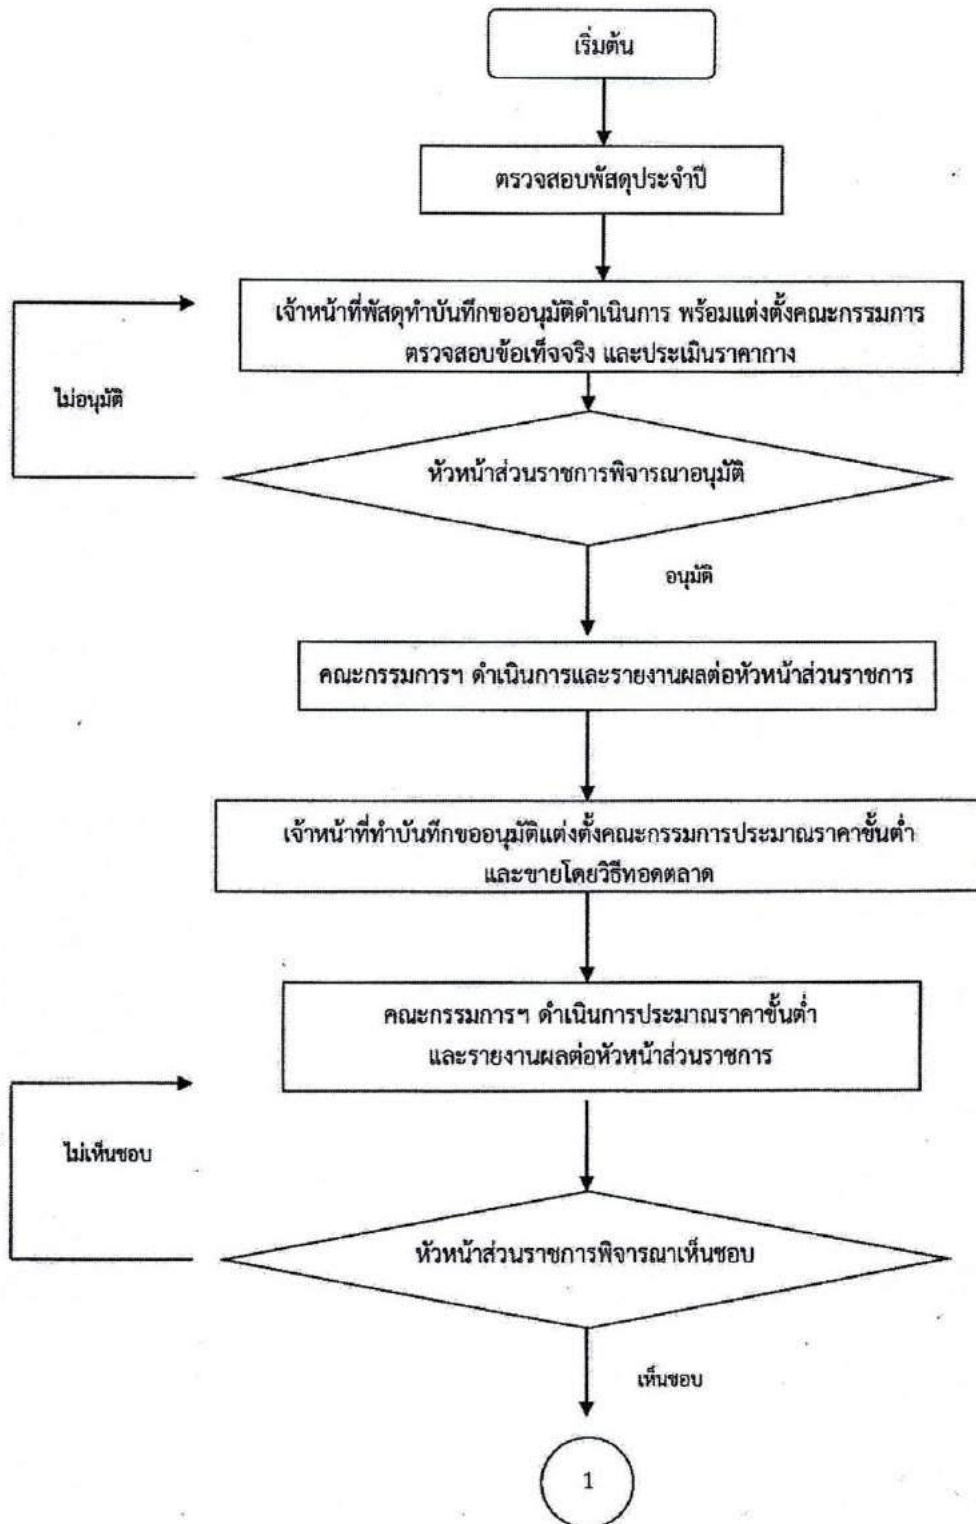 เริ่มต้น
ตรวจสอบพัสดุประจำปี
เจ้าหน้าที่พัสดุทำบันทึกขออนุมัติดำเนินการ พร้อมแต่งตั้งคณะกรรมการ
ตรวจสอบข้อเท็จจริง และประเมินราคากาง
ไม่อนุมัติ
หัวหน้าส่วนราชการพิจารณาอนุมัติ
อนุมัติ
คณะกรรมการฯ ดำเนินการและรายงานผลต่อหัวหน้าส่วนราชการ
เจ้าหน้าที่ทำบันทึกขออนุมัติแต่งตั้งคณะกรรมการประมาณราคาขั้นต่ำ
และขายโดยวิธีทอดตลาด
คณะกรรมการฯ ดำเนินการประมาณราคาขั้นต่ำ
และรายงานผลต่อหัวหน้าส่วนราชการ
ไม่เห็นชอบ
หัวหน้าส่วนราชการพิจารณาเห็นชอบ
เห็นชอบ
1